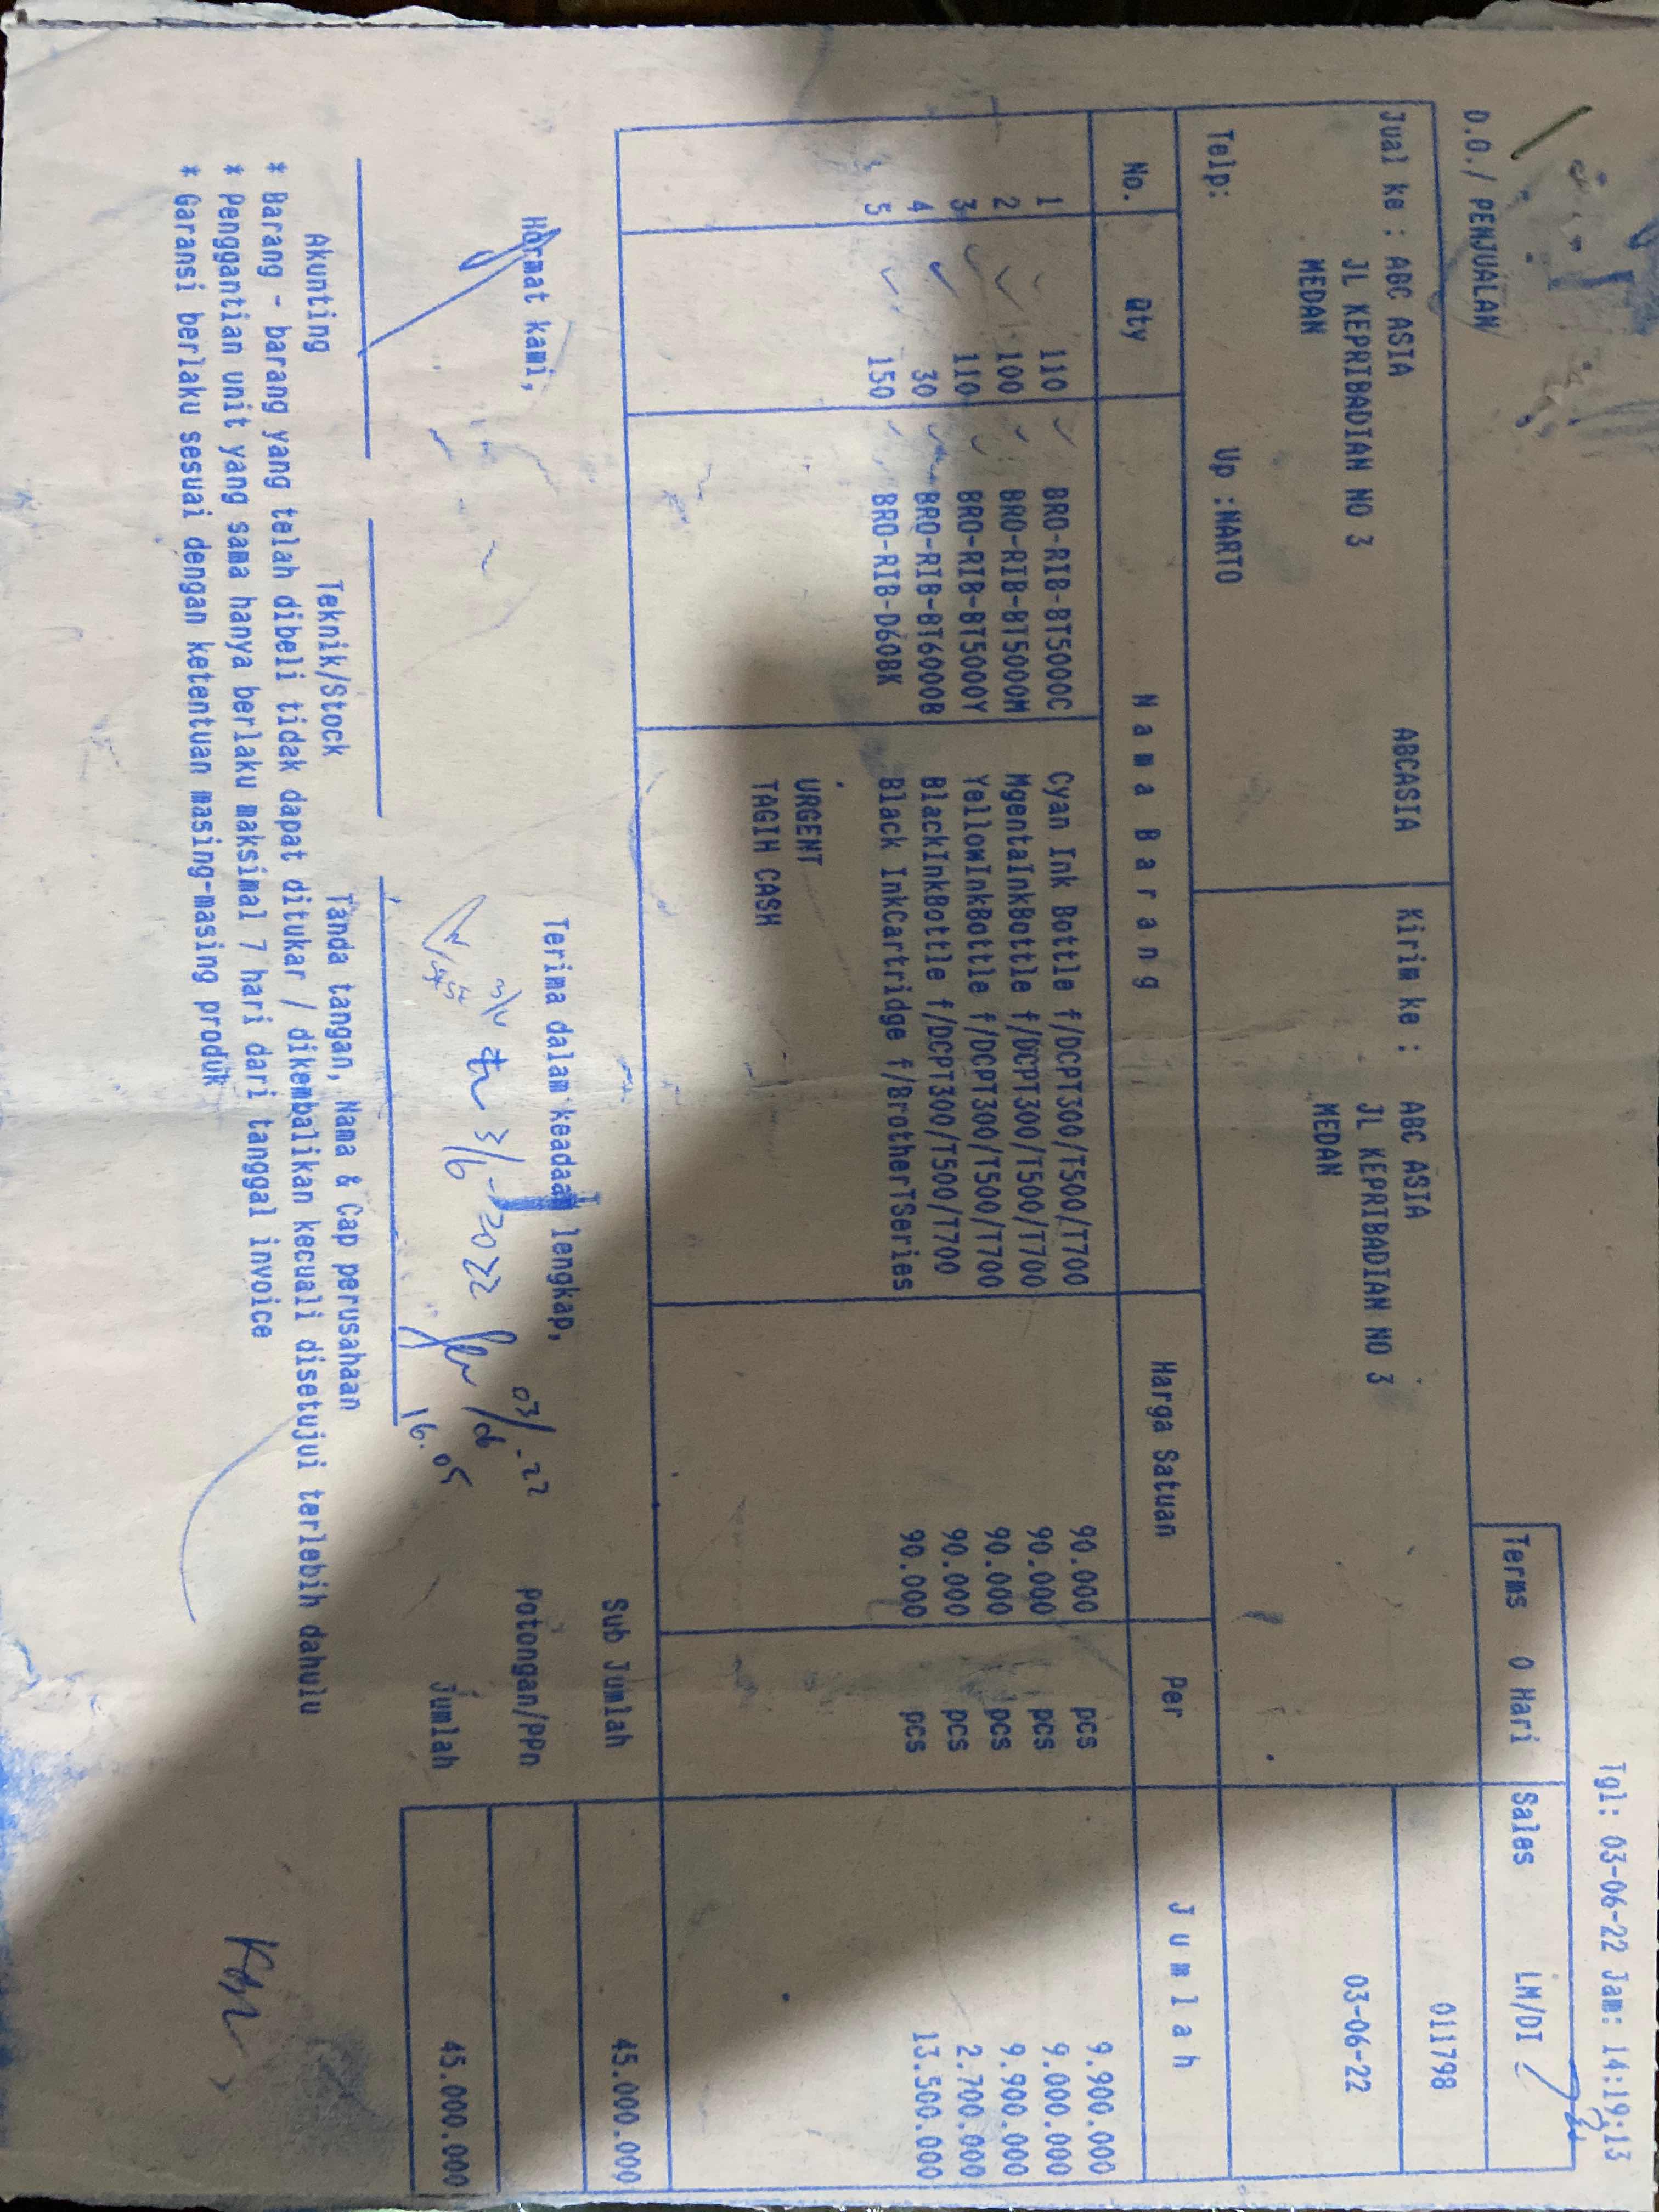 Tgl: 03-06-22 Jam: 14:19:13
D.O./ PENJUALAN
Terms 0 Hari Sales LM/DI
011798
03-06-22
Jual ke : ABC ASIA ABCASIA
JL KEPRIBADIAN NO 3
MEDAN
Telp: Up :NARTO
Kirim ke : ABC ASIA
JL KEPRIBADIAN NO 3
MEDAN
No. Qty Nama Barang Harga Satuan Per Jumlah
1 110 BRO-RIB-BT5000C Cyan Ink Bottle f/DCPT300/T500/T700 90.000 pcs 9.900.000
2 100 BRO-RIB-BT5000M MgentaInkBottle f/DCPT300/T500/T700 90.000 pcs 9.000.000
3 110 BRO-RIB-BT5000Y YellowInkBottle f/DCPT300/T500/T700 90.000 pcs 9.900.000
4 30 BRO-RIB-BT6000B BlackInkBottle f/DCPT300/T500/T700 90.000 pcs 2.700.000
5 150 BRO-RIB-D60BK Black InkCartridge f/BrotherTSeries 90.000 pcs 13.500.000
URGENT
TAGIH CASH
Sub Jumlah 45.000.000
Potongan/PPn
Jumlah 45.000.000
Hormat kami,
Terima dalam keadaan lengkap,
3/6-2022
03/6-22
16.05
Akunting Teknik/Stock Tanda tangan, Nama & Cap perusahaan
* Barang - barang yang telah dibeli tidak dapat ditukar / dikembalikan kecuali disetujui terlebih dahulu
* Penggantian unit yang sama hanya berlaku maksimal 7 hari dari tanggal invoice
* Garansi berlaku sesuai dengan ketentuan masing-masing produk